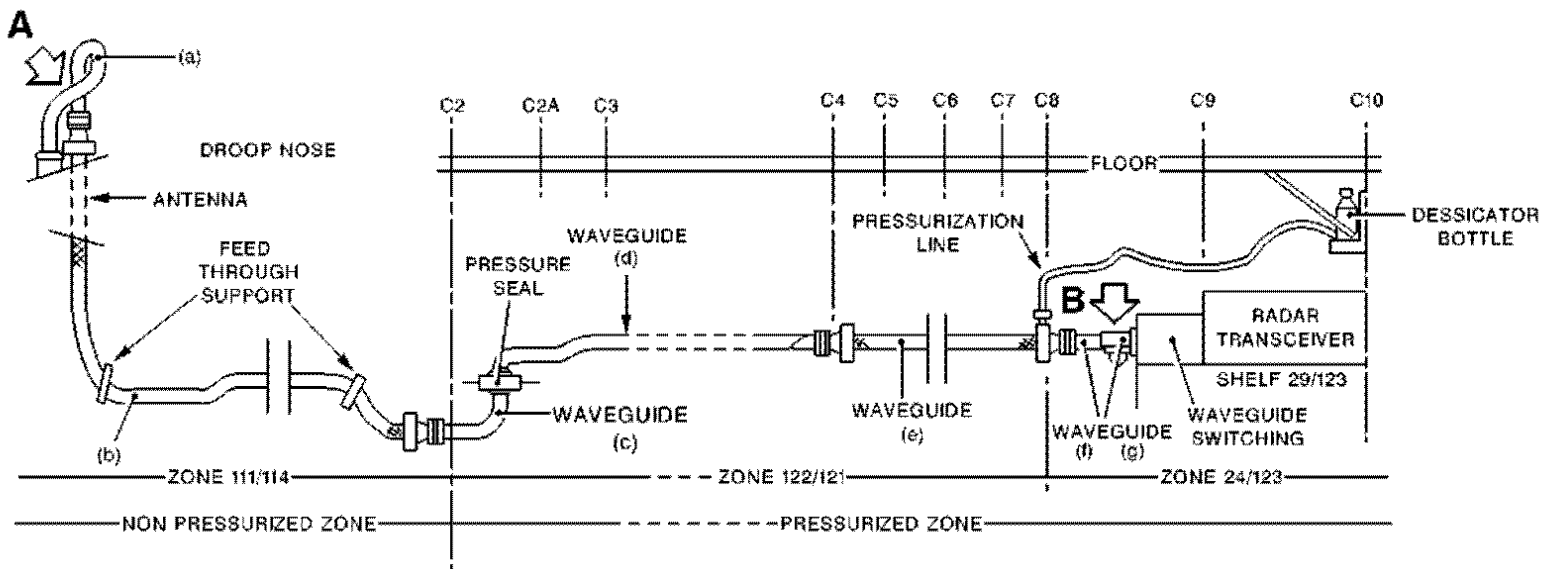 A
(a)
C2
C2A
C3
C4
C5
C6
C7
C8
C9
C10
DROOP NOSE
FLOOR
ANTENNA
FEED
THROUGH
SUPPORT
PRESSURE
SEAL
WAVEGUIDE
(d)
PRESSURIZATION
LINE
DESSICATOR
BOTTLE
B
RADAR
TRANSCEIVER
SHELF 29/123
WAVEGUIDE
(c)
WAVEGUIDE
(e)
WAVEGUIDE
(f) (g)
WAVEGUIDE
SWITCHING
(b)
ZONE 111/114
ZONE 122/121
ZONE 24/123
NON PRESSURIZED ZONE
PRESSURIZED ZONE